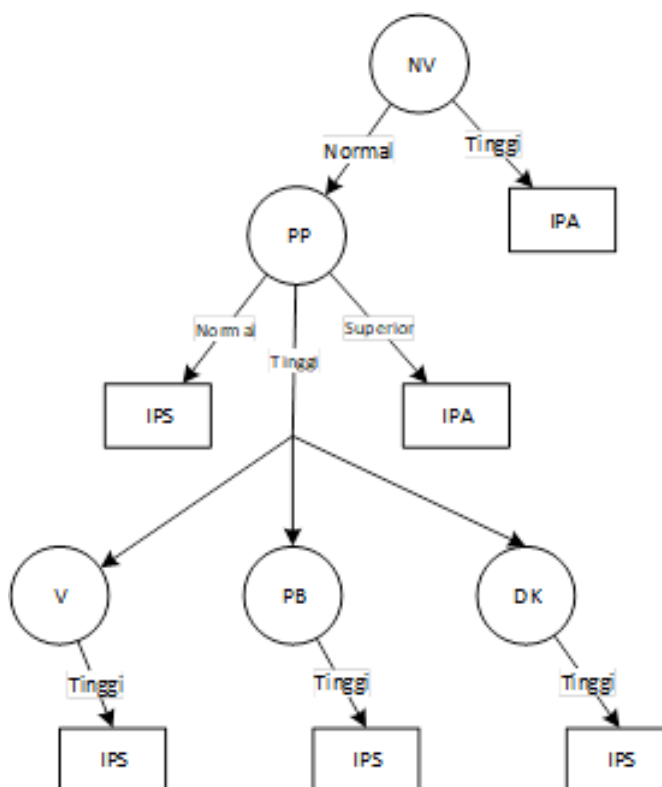 NV
Normal
Tinggi
PP
IPA
Normal
Tinggi
Superior
IPS
IPA
V
PB
DK
Tinggi
Tinggi
Tinggi
IPS
IPS
IPS